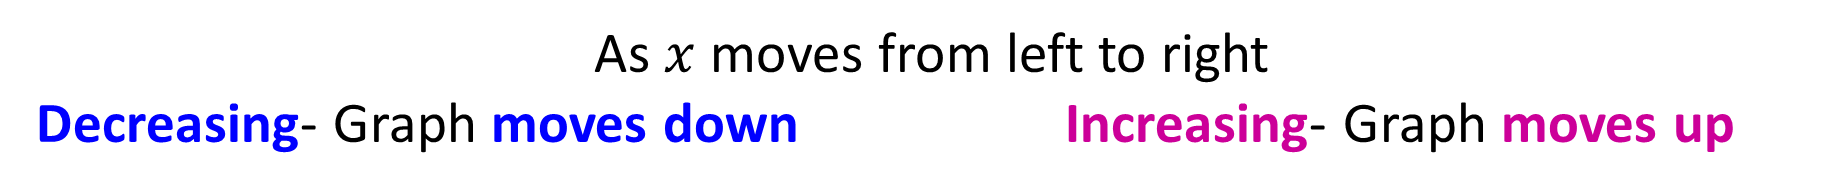 As 𝑥 moves from left to right
Decreasing- Graph moves down Increasing- Graph moves up